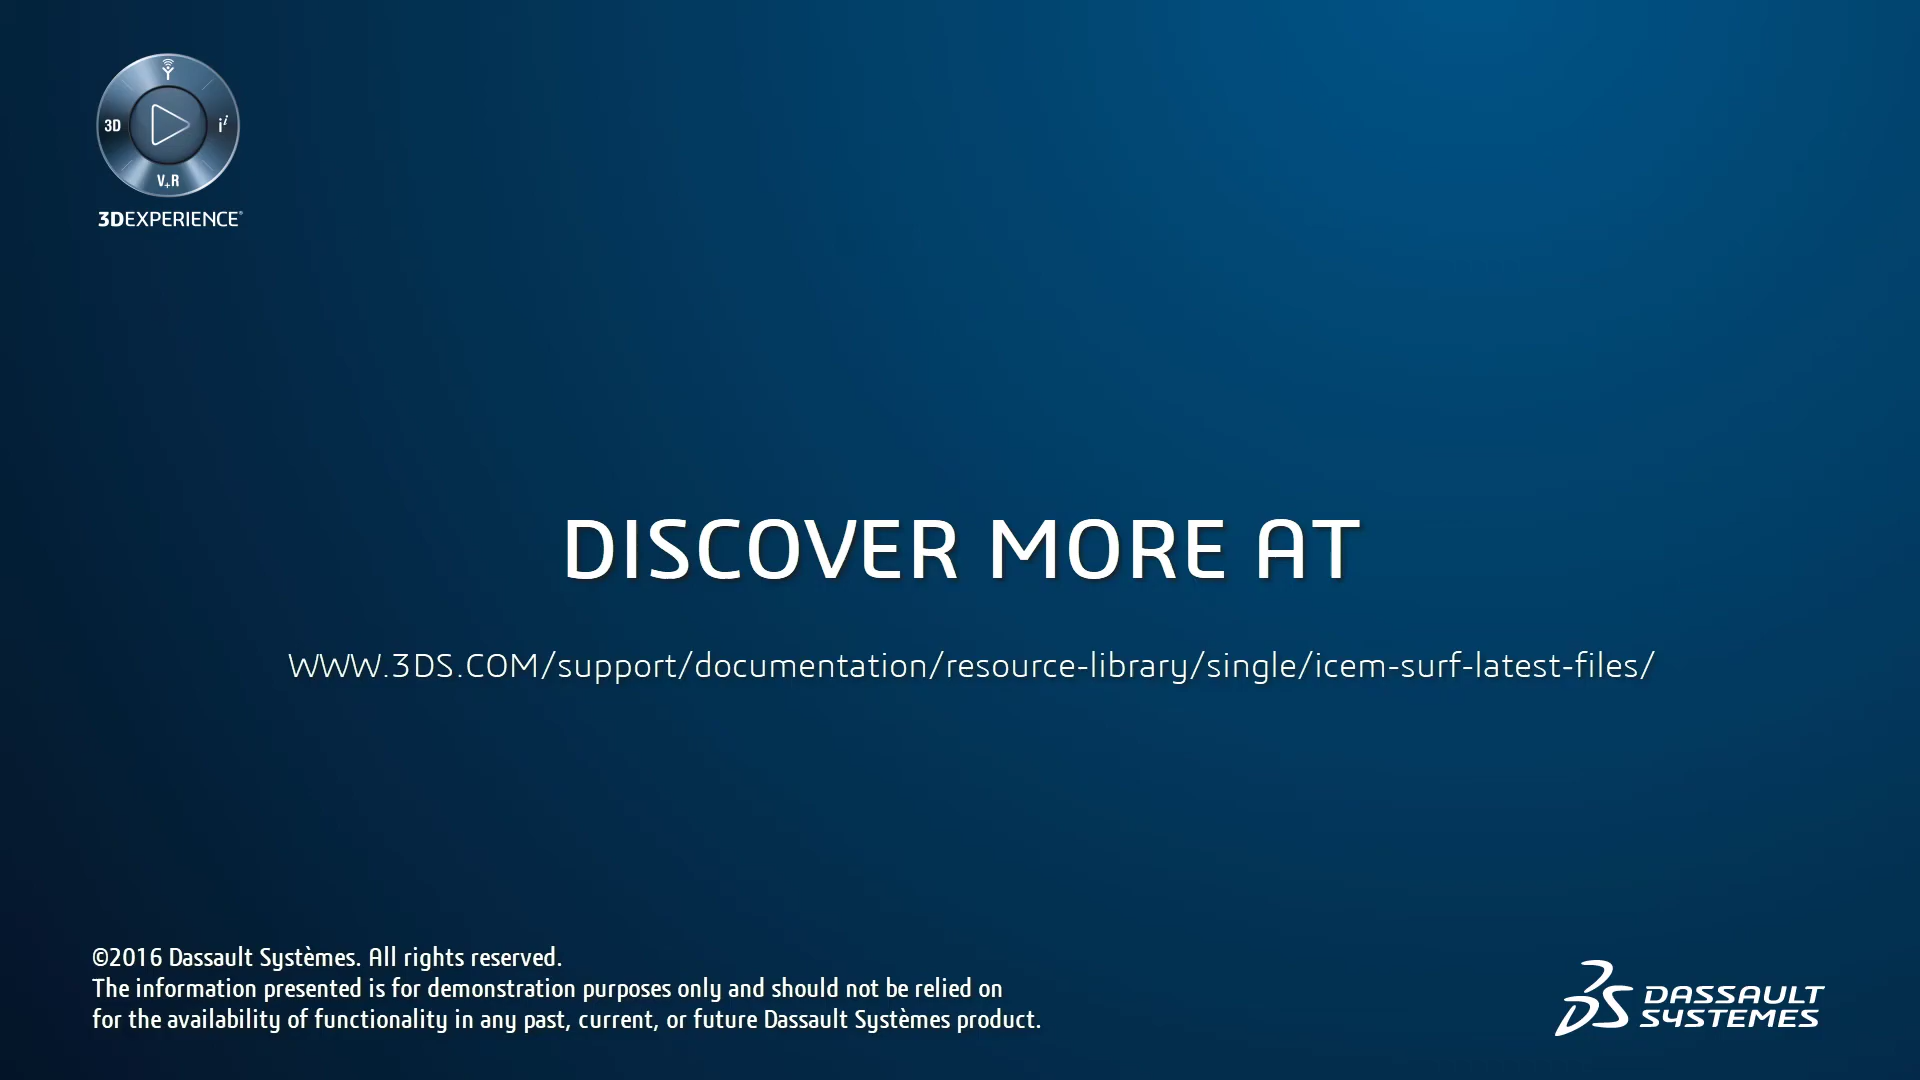 3D
i i
V+R
3DEXPERIENCE®
DISCOVER MORE AT
WWW.3DS.COM/support/documentation/resource-library/single/icem-surf-latest-files/
©2016 Dassault Systèmes. All rights reserved.
The information presented is for demonstration purposes only and should not be relied on
for the availability of functionality in any past, current, or future Dassault Systèmes product.
3DS DASSAULT
SYSTEMES